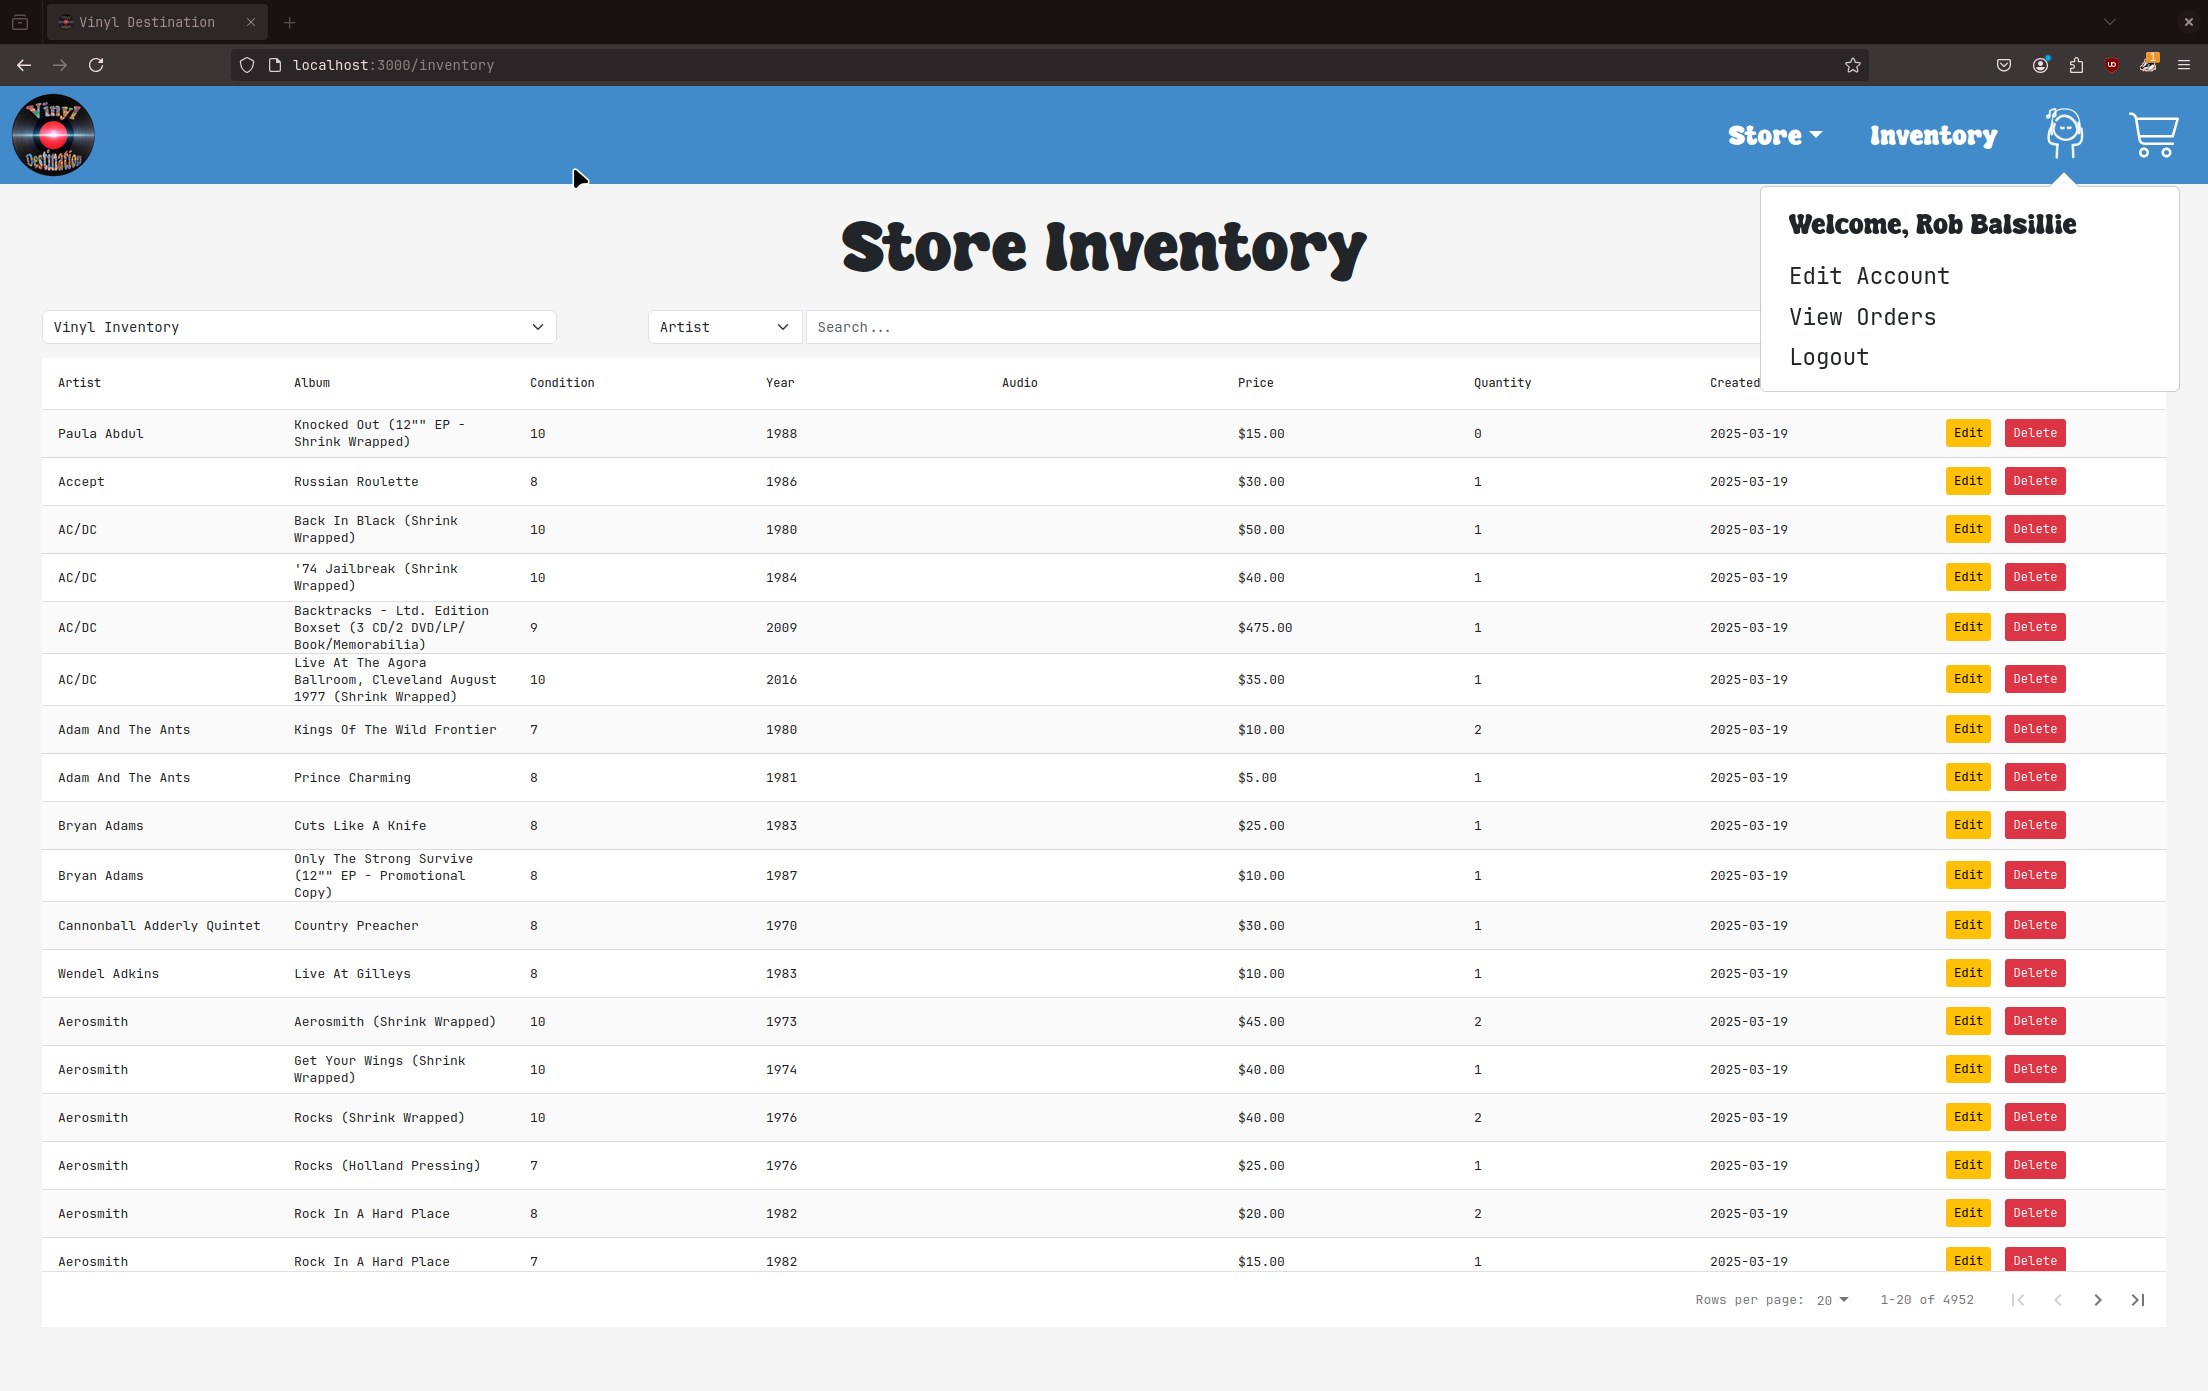 Vinyl Destination
localhost:3000/inventory
1
Vinyl
Destination
Store
Inventory
Welcome, Rob Balsillie
Edit Account
View Orders
Logout
Store Inventory
Vinyl Inventory
Artist
Search...
Artist Album Condition Year Audio Price Quantity Created
Paula Abdul Knocked Out (12"" EP - 10 1988 $15.00 0 2025-03-19 Edit Delete
Shrink Wrapped)
Accept Russian Roulette 8 1986 $30.00 1 2025-03-19 Edit Delete
AC/DC Back In Black (Shrink 10 1980 $50.00 1 2025-03-19 Edit Delete
Wrapped)
AC/DC '74 Jailbreak (Shrink 10 1984 $40.00 1 2025-03-19 Edit Delete
Wrapped)
AC/DC Backtracks - Ltd. Edition 9 2009 $475.00 1 2025-03-19 Edit Delete
Boxset (3 CD/2 DVD/LP/
Book/Memorabilia)
AC/DC Live At The Agora 10 2016 $35.00 1 2025-03-19 Edit Delete
Ballroom, Cleveland August
1977 (Shrink Wrapped)
Adam And The Ants Kings Of The Wild Frontier 7 1980 $10.00 2 2025-03-19 Edit Delete
Adam And The Ants Prince Charming 8 1981 $5.00 1 2025-03-19 Edit Delete
Bryan Adams Cuts Like A Knife 8 1983 $25.00 1 2025-03-19 Edit Delete
Bryan Adams Only The Strong Survive 8 1987 $10.00 1 2025-03-19 Edit Delete
(12"" EP - Promotional
Copy)
Cannonball Adderly Quintet Country Preacher 8 1970 $30.00 1 2025-03-19 Edit Delete
Wendel Adkins Live At Gilleys 8 1983 $10.00 1 2025-03-19 Edit Delete
Aerosmith Aerosmith (Shrink Wrapped) 10 1973 $45.00 2 2025-03-19 Edit Delete
Aerosmith Get Your Wings (Shrink 10 1974 $40.00 1 2025-03-19 Edit Delete
Wrapped)
Aerosmith Rocks (Shrink Wrapped) 10 1976 $40.00 2 2025-03-19 Edit Delete
Aerosmith Rocks (Holland Pressing) 7 1976 $25.00 1 2025-03-19 Edit Delete
Aerosmith Rock In A Hard Place 8 1982 $20.00 2 2025-03-19 Edit Delete
Aerosmith Rock In A Hard Place 7 1982 $15.00 1 2025-03-19 Edit Delete
Rows per page: 20 1-20 of 4952